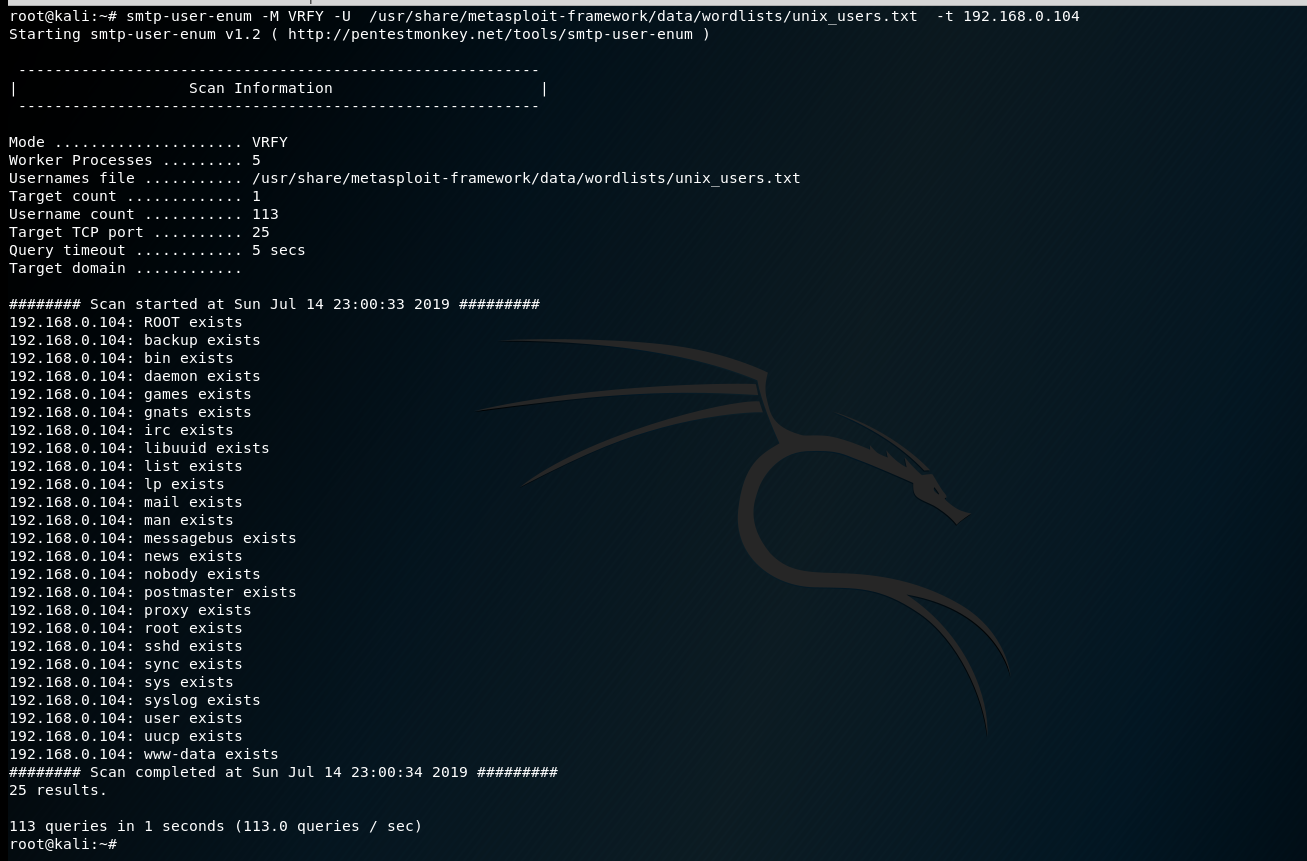 root@kali:~# smtp-user-enum -M VRFY -U  /usr/share/metasploit-framework/data/wordlists/unix_users.txt  -t 192.168.0.104
Starting smtp-user-enum v1.2 ( http://pentestmonkey.net/tools/smtp-user-enum )
 ----------------------------------------------------------
|                   Scan Information                       |
 ----------------------------------------------------------
Mode ..................... VRFY
Worker Processes ......... 5
Usernames file ........... /usr/share/metasploit-framework/data/wordlists/unix_users.txt
Target count ............. 1
Username count ........... 113
Target TCP port .......... 25
Query timeout ............ 5 secs
Target domain ............
######## Scan started at Sun Jul 14 23:00:33 2019 #########
192.168.0.104: ROOT exists
192.168.0.104: backup exists
192.168.0.104: bin exists
192.168.0.104: daemon exists
192.168.0.104: games exists
192.168.0.104: gnats exists
192.168.0.104: irc exists
192.168.0.104: libuuid exists
192.168.0.104: list exists
192.168.0.104: lp exists
192.168.0.104: mail exists
192.168.0.104: man exists
192.168.0.104: messagebus exists
192.168.0.104: news exists
192.168.0.104: nobody exists
192.168.0.104: postmaster exists
192.168.0.104: proxy exists
192.168.0.104: root exists
192.168.0.104: sshd exists
192.168.0.104: sync exists
192.168.0.104: sys exists
192.168.0.104: syslog exists
192.168.0.104: user exists
192.168.0.104: uucp exists
192.168.0.104: www-data exists
######## Scan completed at Sun Jul 14 23:00:34 2019 #########
25 results.
113 queries in 1 seconds (113.0 queries / sec)
root@kali:~#